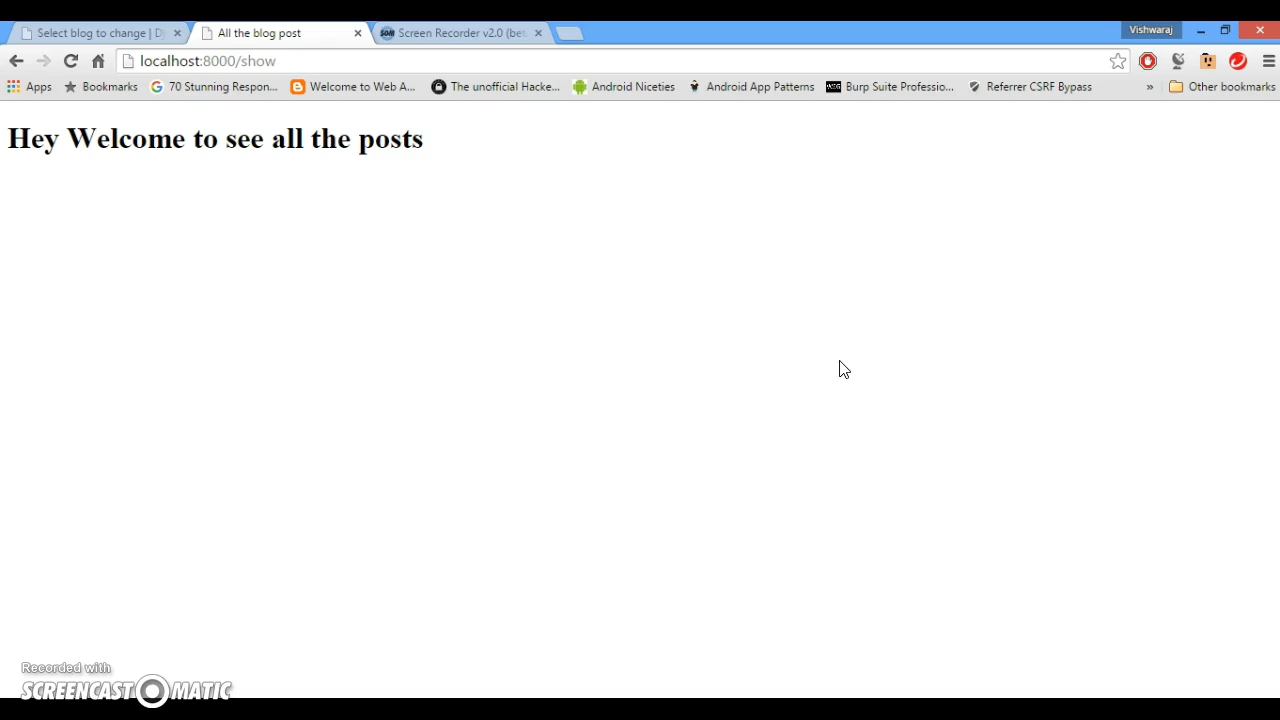 Select blog to change | Dj
All the blog post
Screen Recorder v2.0 (beta
Vishwaraj
localhost:8000/show
Apps
Bookmarks
70 Stunning Respon...
Welcome to Web A...
The unofficial Hacke...
Android Niceties
Android App Patterns
Burp Suite Professio...
Referrer CSRF Bypass
»
Other bookmarks
Hey Welcome to see all the posts
Recorded with
SCREENCAST-O-MATIC